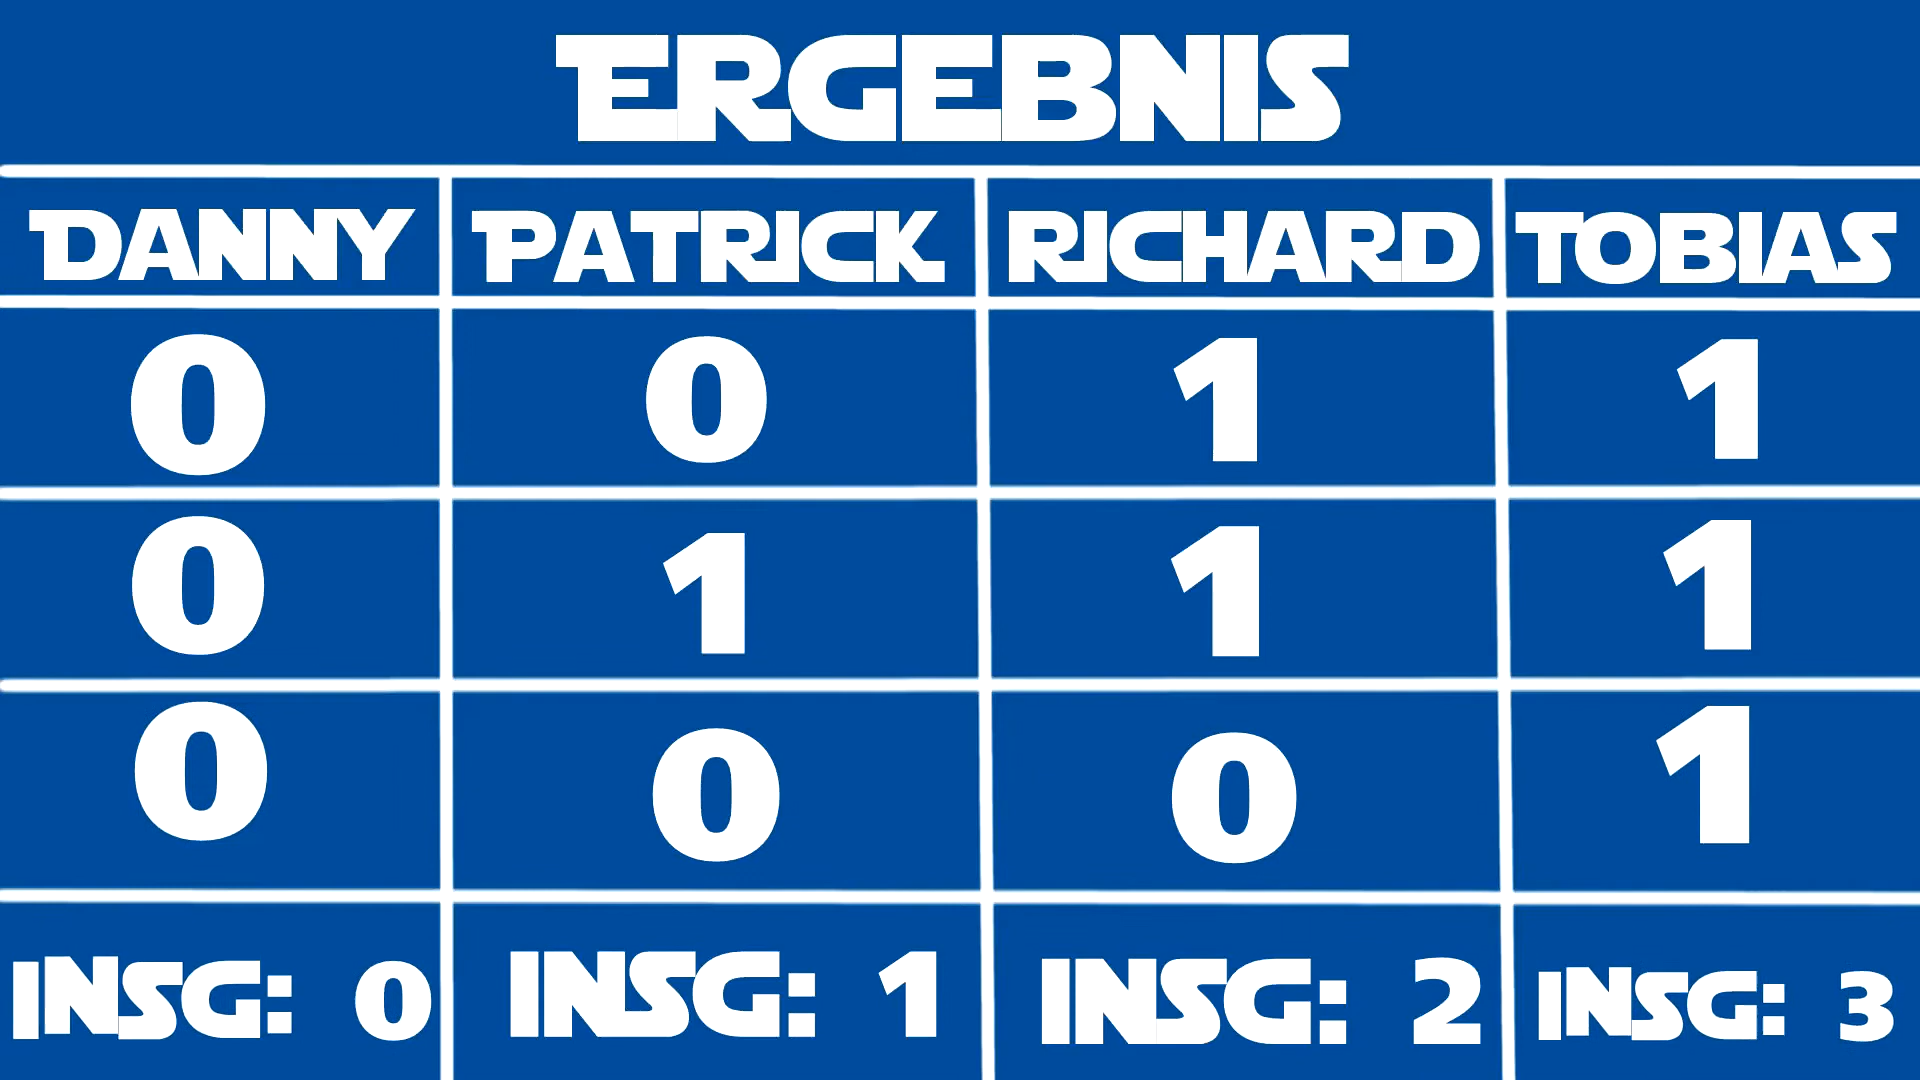 ERGEBNIS
DANNY PATRICK RICHARD TOBIAS
0 0 1 1
0 1 1 1
0 0 0 1
INSG: 0 INSG: 1 INSG: 2 INSG: 3